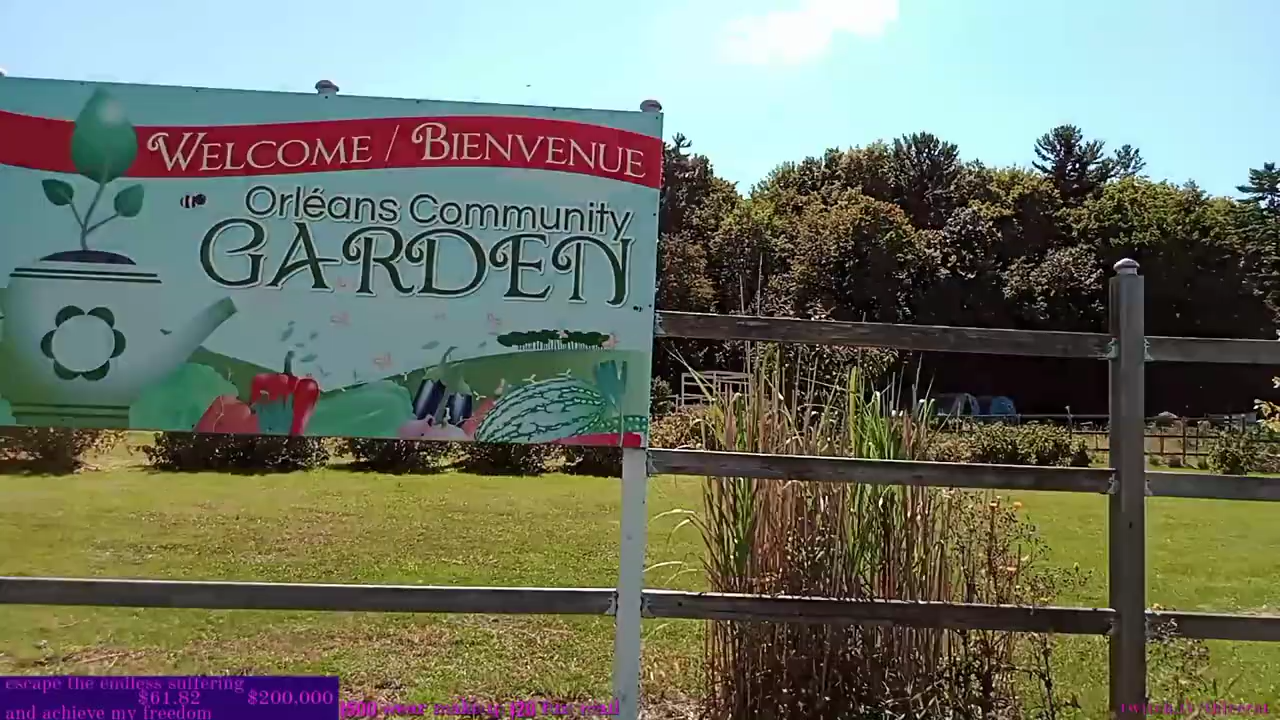 WELCOME / BIENVENUE
Orléans Community
GARDEN
escape the endless suffering
$61.82 $200,000
and achieve my freedom